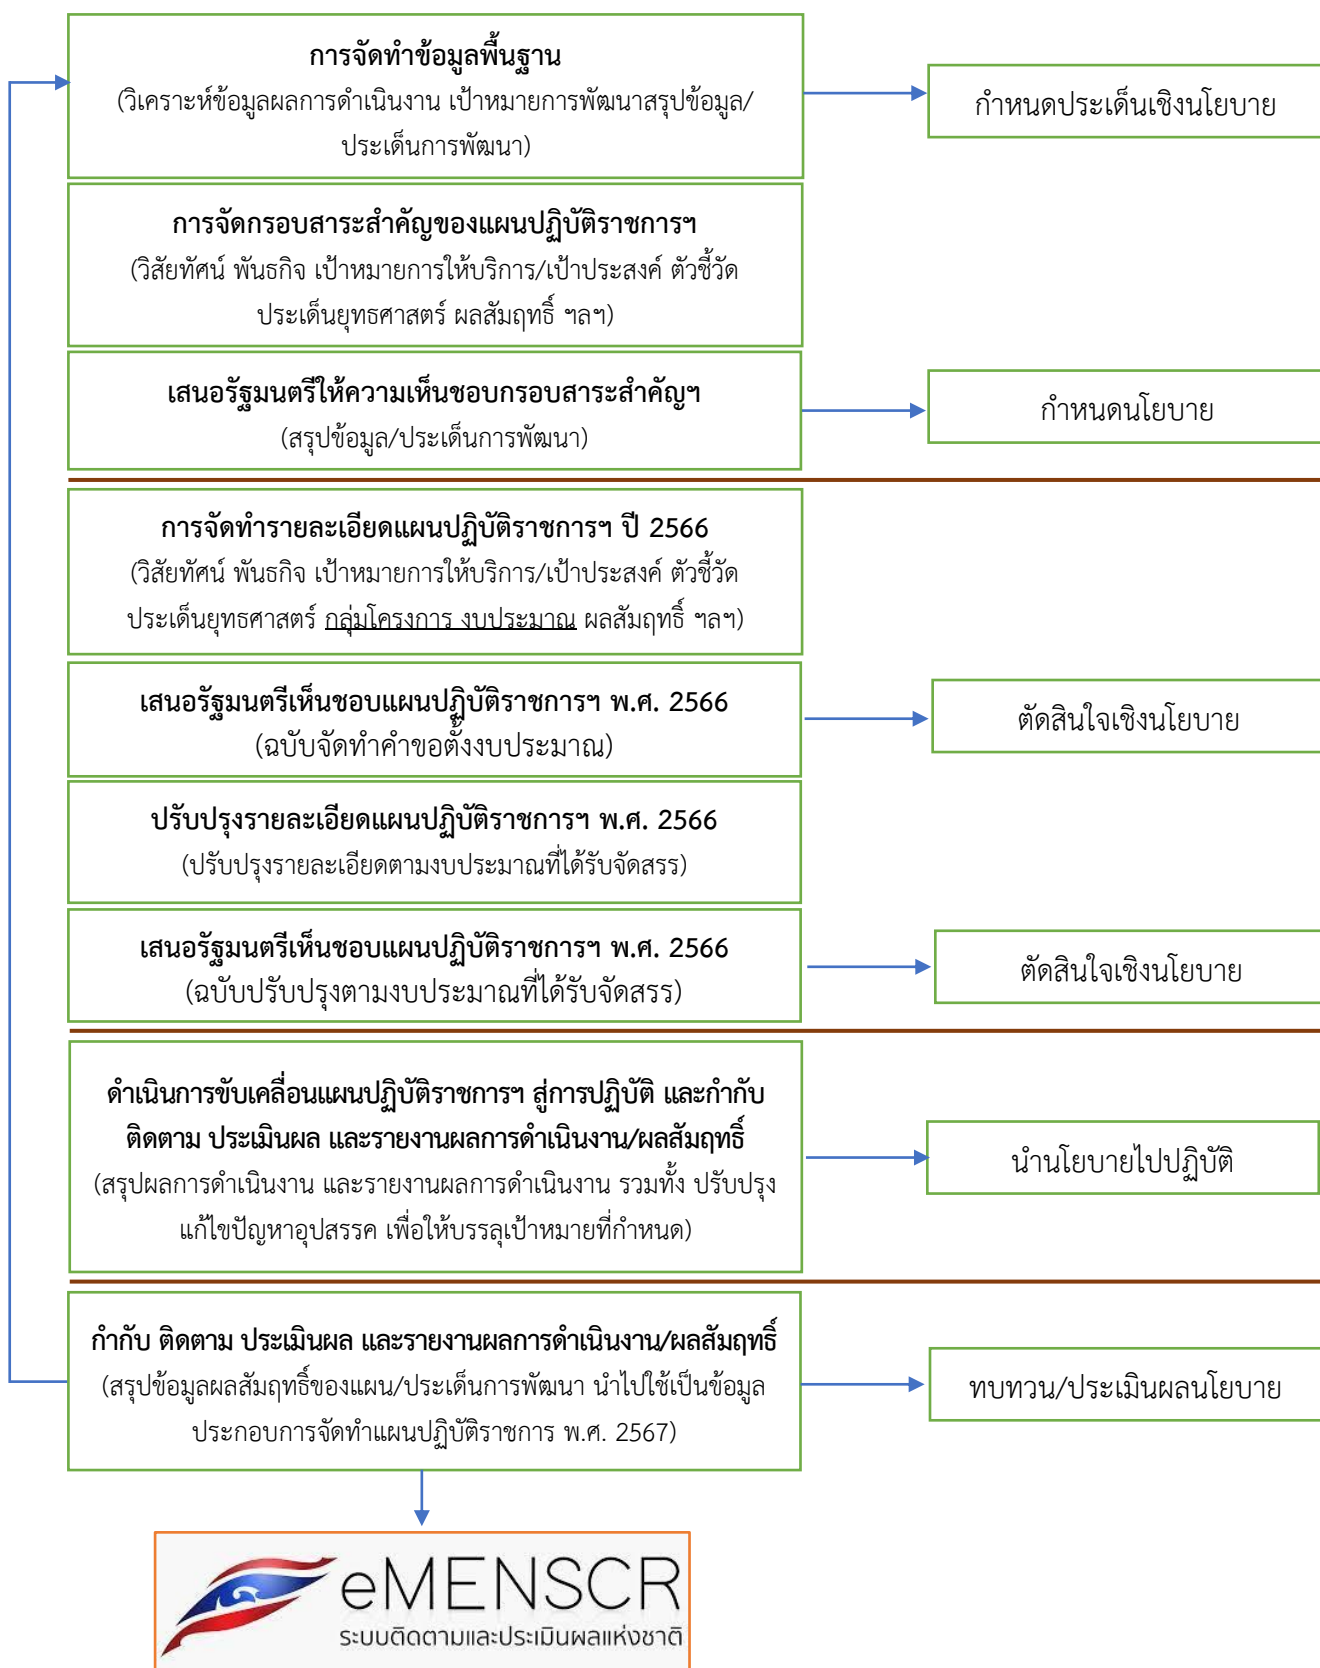 การจัดทำข้อมูลพื้นฐาน
(วิเคราะห์ข้อมูลผลการดำเนินงาน เป้าหมายการพัฒนาสรุปข้อมูล/
ประเด็นการพัฒนา)
กำหนดประเด็นเชิงนโยบาย
การจัดกรอบสาระสำคัญของแผนปฏิบัติราชการฯ
(วิสัยทัศน์ พันธกิจ เป้าหมายการให้บริการ/เป้าประสงค์ ตัวชี้วัด
ประเด็นยุทธศาสตร์ ผลสัมฤทธิ์ ฯลฯ)
เสนอรัฐมนตรีให้ความเห็นชอบกรอบสาระสำคัญฯ
(สรุปข้อมูล/ประเด็นการพัฒนา)
กำหนดนโยบาย
การจัดทำรายละเอียดแผนปฏิบัติราชการฯ ปี 2566
(วิสัยทัศน์ พันธกิจ เป้าหมายการให้บริการ/เป้าประสงค์ ตัวชี้วัด
ประเด็นยุทธศาสตร์ กลุ่มโครงการ งบประมาณ ผลสัมฤทธิ์ ฯลฯ)
เสนอรัฐมนตรีเห็นชอบแผนปฏิบัติราชการฯ พ.ศ. 2566
(ฉบับจัดทำคำขอตั้งงบประมาณ)
ตัดสินใจเชิงนโยบาย
ปรับปรุงรายละเอียดแผนปฏิบัติราชการฯ พ.ศ. 2566
(ปรับปรุงรายละเอียดตามงบประมาณที่ได้รับจัดสรร)
เสนอรัฐมนตรีเห็นชอบแผนปฏิบัติราชการฯ พ.ศ. 2566
(ฉบับปรับปรุงตามงบประมาณที่ได้รับจัดสรร)
ตัดสินใจเชิงนโยบาย
ดำเนินการขับเคลื่อนแผนปฏิบัติราชการฯ สู่การปฏิบัติ และกำกับ
ติดตาม ประเมินผล และรายงานผลการดำเนินงาน/ผลสัมฤทธิ์
(สรุปผลการดำเนินงาน และรายงานผลการดำเนินงาน รวมทั้ง ปรับปรุง
แก้ไขปัญหาอุปสรรค เพื่อให้บรรลุเป้าหมายที่กำหนด)
นำนโยบายไปปฏิบัติ
กำกับ ติดตาม ประเมินผล และรายงานผลการดำเนินงาน/ผลสัมฤทธิ์
(สรุปข้อมูลผลสัมฤทธิ์ของแผน/ประเด็นการพัฒนา นำไปใช้เป็นข้อมูล
ประกอบการจัดทำแผนปฏิบัติราชการ พ.ศ. 2567)
ทบทวน/ประเมินผลนโยบาย
eMENSCR
ระบบติดตามและประเมินผลแห่งชาติ